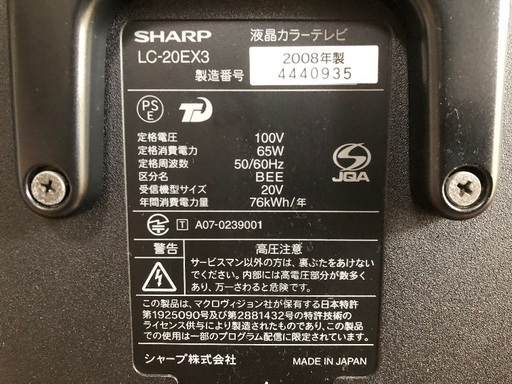 SHARP 液晶カラーテレビ
LC-20EX3 2008年製
製造番号 4440935
PS
E
定格電圧 100V
定格消費電力 65W
定格周波数 50/60Hz
区分名 BEE
受信機型サイズ 20V
年間消費電力量 76kWh/年
JQA
T A07-0239001
警告 高圧注意
サービスマン以外の方は、裏ぶたをあけない
でください。内部には高電圧部分が数多く
あり、万一さわると危険です。
この製品は、マクロヴィジョン社が保有する日本特許
第1925090号及び第2881432号の特許技術の
ライセンス供与により製造されたものであり、この製品
での使用は一部のプログラム配信に限定されています。
シャープ株式会社 MADE IN JAPAN